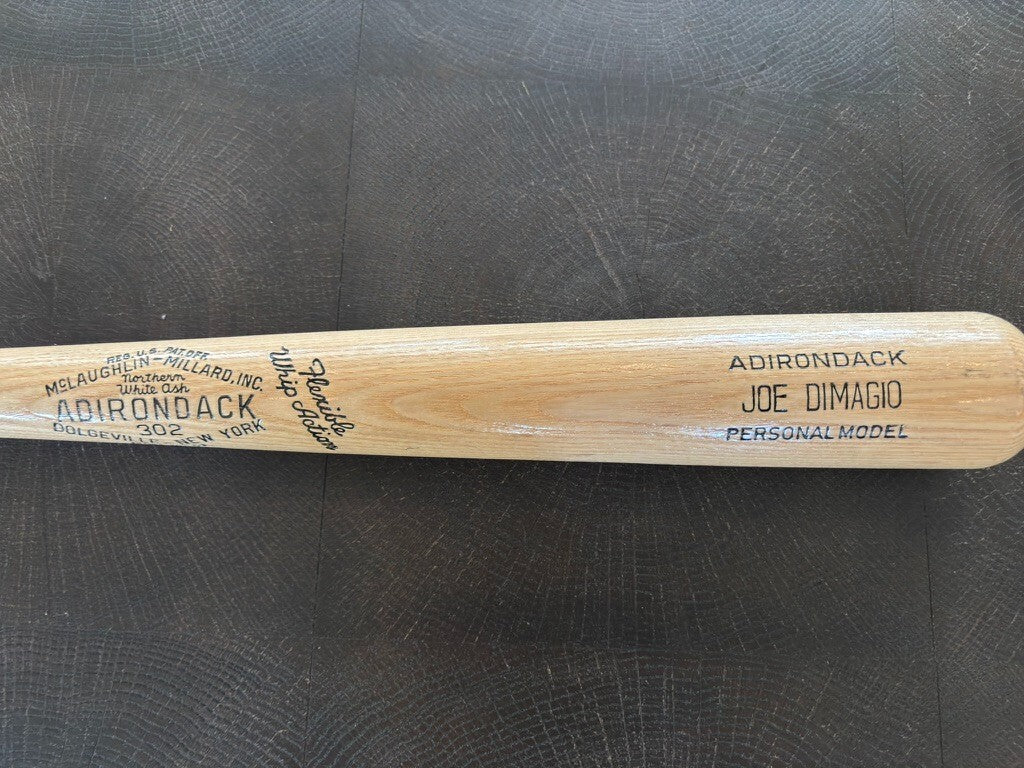 REG. U.S. PAT. OFF.
McLAUGHLIN-MILLARD, INC.
Northern
White Ash
ADIRONDACK
302
DOLGEVILLE, NEW YORK
Flexible
Whip Action
ADIRONDACK
JOE DIMAGIO
PERSONAL MODEL